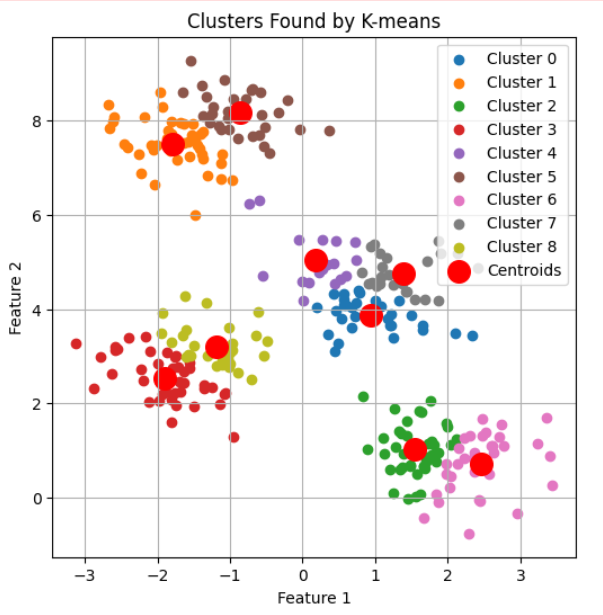 Clusters Found by K-means
Cluster 0
Cluster 1
Cluster 2
Cluster 3
Cluster 4
Cluster 5
Cluster 6
Cluster 7
Cluster 8
Centroids
8
6
4
2
0
Feature 2
−3 −2 −1 0 1 2 3
Feature 1